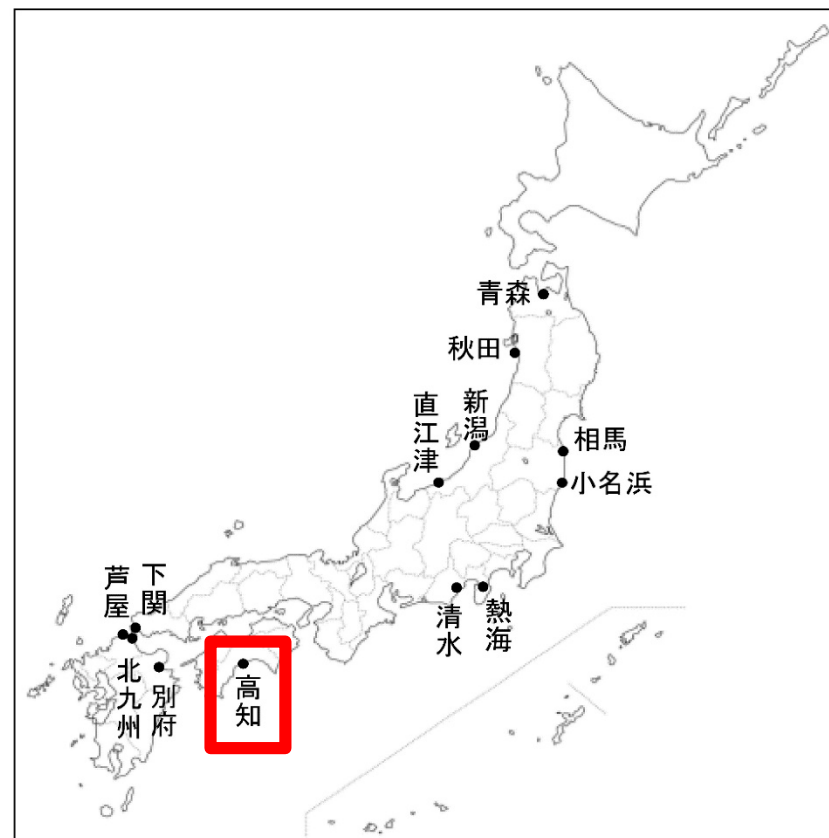 青森
秋田
新潟
直江津
相馬
小名浜
下関
芦屋
北九州
別府
高知
清水
熱海